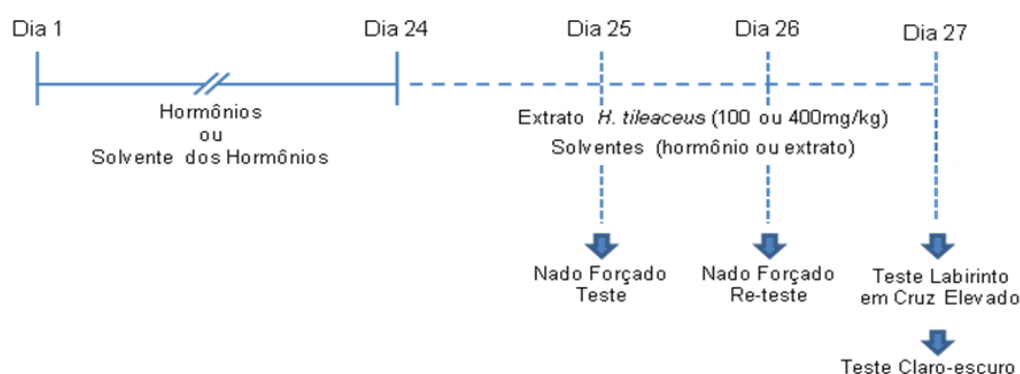 Dia 1
Dia 24
Dia 25
Dia 26
Dia 27
Hormônios
ou
Solvente dos Hormônios
Extrato H. tileaceus (100 ou 400mg/kg)
Solventes (hormônio ou extrato)
Nado Forçado
Teste
Nado Forçado
Re-teste
Teste Labirinto
em Cruz Elevado
Teste Claro-escuro